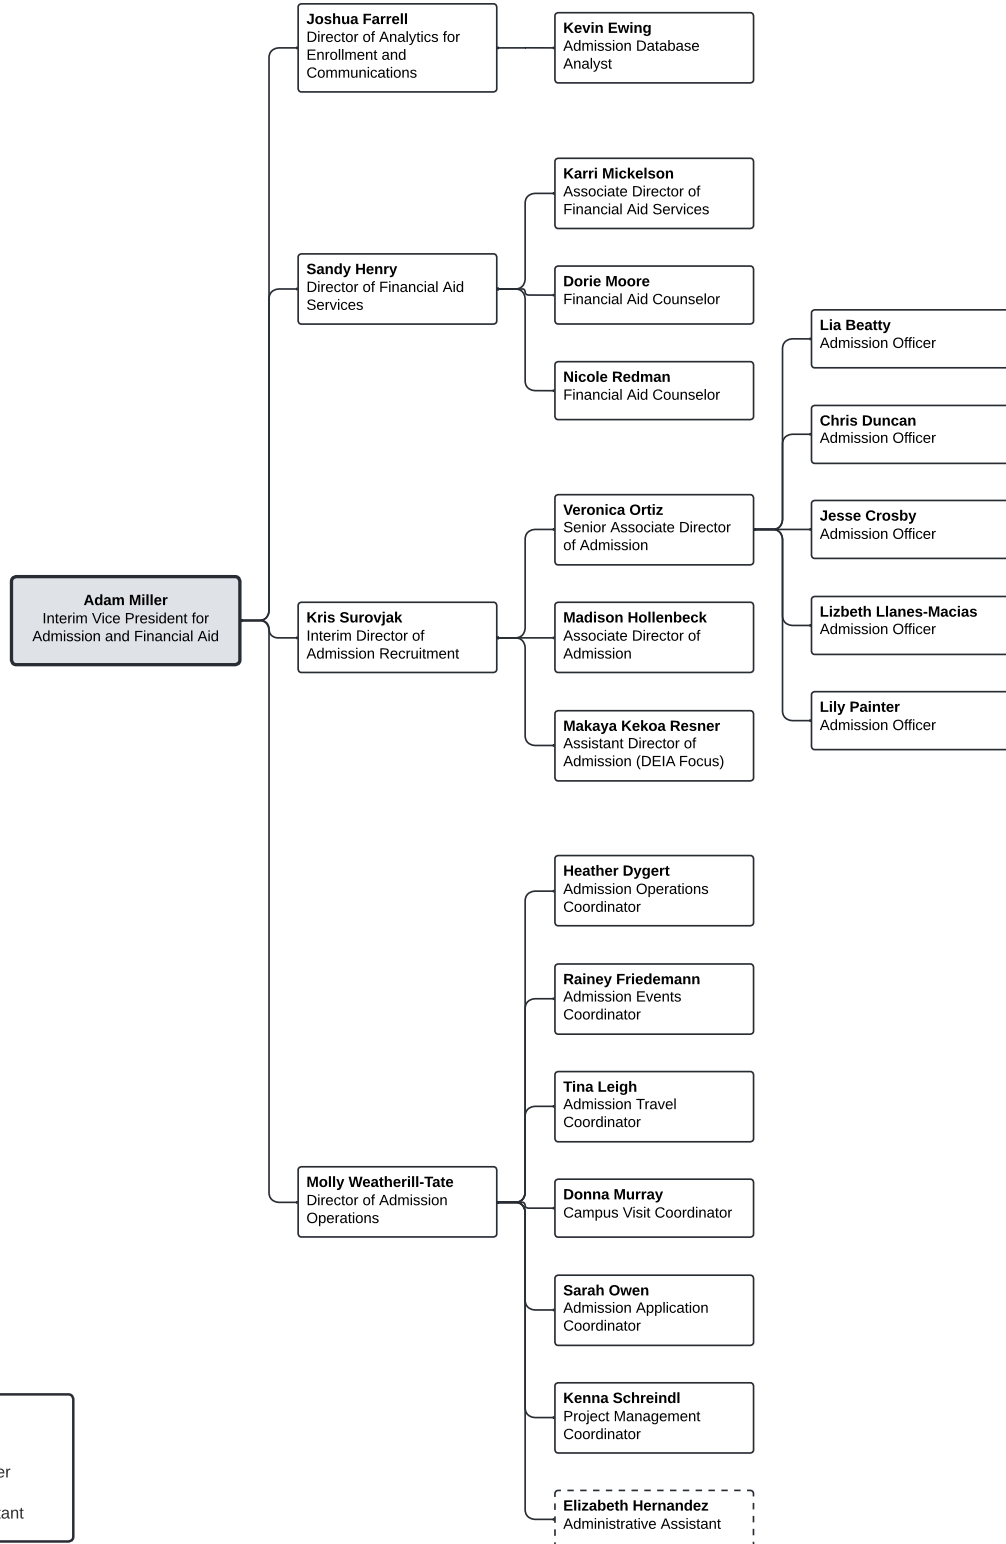 Joshua Farrell
Director of Analytics for
Enrollment and
Communications
Kevin Ewing
Admission Database
Analyst
Karri Mickelson
Associate Director of
Financial Aid Services
Sandy Henry
Director of Financial Aid
Services
Dorie Moore
Financial Aid Counselor
Nicole Redman
Financial Aid Counselor
Lia Beatty
Admission Officer
Chris Duncan
Admission Officer
Veronica Ortiz
Senior Associate Director
of Admission
Jesse Crosby
Admission Officer
Adam Miller
Interim Vice President for
Admission and Financial Aid
Kris Surovjak
Interim Director of
Admission Recruitment
Madison Hollenbeck
Associate Director of
Admission
Lizbeth Llanes-Macias
Admission Officer
Makaya Kekoa Resner
Assistant Director of
Admission (DEIA Focus)
Lily Painter
Admission Officer
Heather Dygert
Admission Operations
Coordinator
Rainey Friedemann
Admission Events
Coordinator
Tina Leigh
Admission Travel
Coordinator
Molly Weatherill-Tate
Director of Admission
Operations
Donna Murray
Campus Visit Coordinator
Sarah Owen
Admission Application
Coordinator
Kenna Schreindl
Project Management
Coordinator
Elizabeth Hernandez
Administrative Assistant